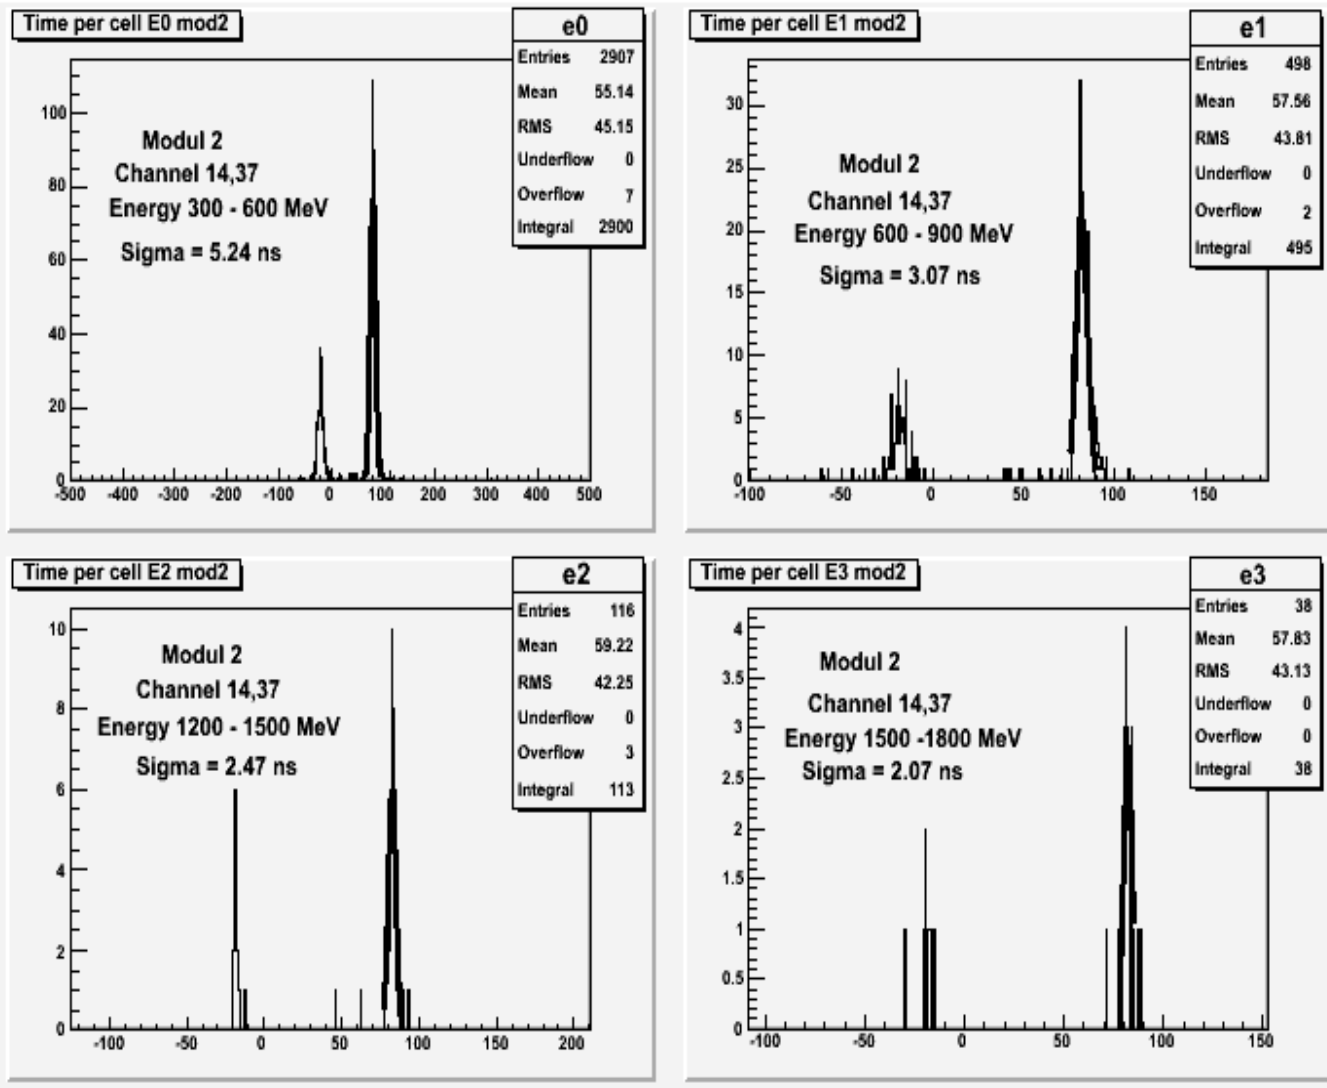 Time per cell E0 mod2
e0
Entries 2907
Mean 55.14
RMS 45.15
Underflow 0
Overflow 7
Integral 2900
Modul 2
Channel 14,37
Energy 300 - 600 MeV
Sigma = 5.24 ns
100
80
60
40
20
0
-500 -400 -300 -200 -100 0 100 200 300 400 500
Time per cell E1 mod2
e1
Entries 498
Mean 57.56
RMS 43.81
Underflow 0
Overflow 2
Integral 495
Modul 2
Channel 14,37
Energy 600 - 900 MeV
Sigma = 3.07 ns
30
25
20
15
10
5
0
-100 -50 0 50 100 150
Time per cell E2 mod2
e2
Entries 116
Mean 59.22
RMS 42.25
Underflow 0
Overflow 3
Integral 113
Modul 2
Channel 14,37
Energy 1200 - 1500 MeV
Sigma = 2.47 ns
10
8
6
4
2
0
-100 -50 0 50 100 150 200
Time per cell E3 mod2
e3
Entries 38
Mean 57.83
RMS 43.13
Underflow 0
Overflow 0
Integral 38
Modul 2
Channel 14,37
Energy 1500 -1800 MeV
Sigma = 2.07 ns
4
3.5
3
2.5
2
1.5
1
0.5
0
-100 -50 0 50 100 150